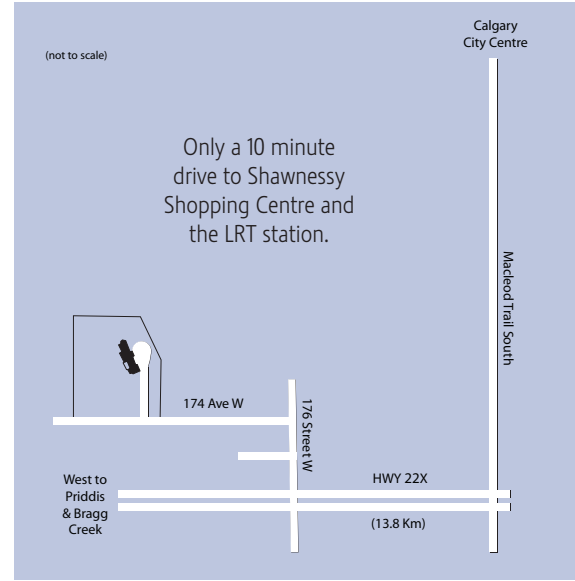 Calgary
City Centre
(not to scale)
Only a 10 minute
drive to Shawnessy
Shopping Centre and
the LRT station.
Macleod Trail South
174 Ave W
176 Street W
West to
Priddis
& Bragg
Creek
HWY 22X
(13.8 Km)